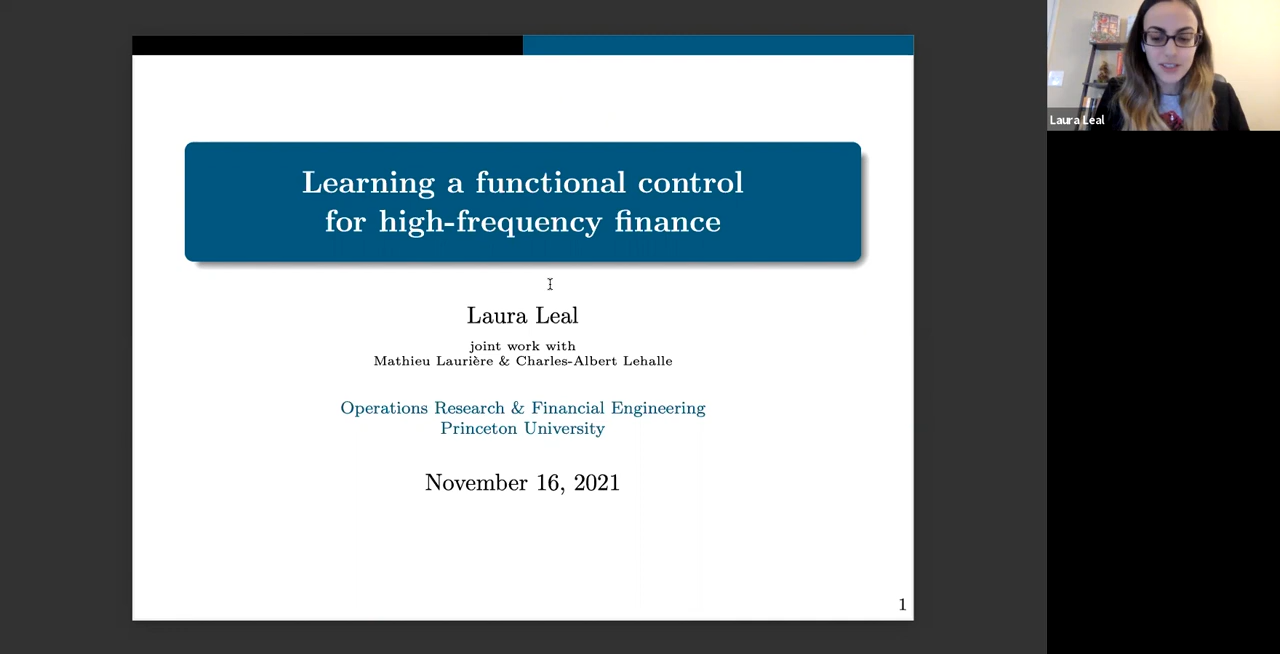 Learning a functional control
for high-frequency finance
Laura Leal
joint work with
Mathieu Laurière & Charles-Albert Lehalle
Operations Research & Financial Engineering
Princeton University
November 16, 2021
1
Laura Leal